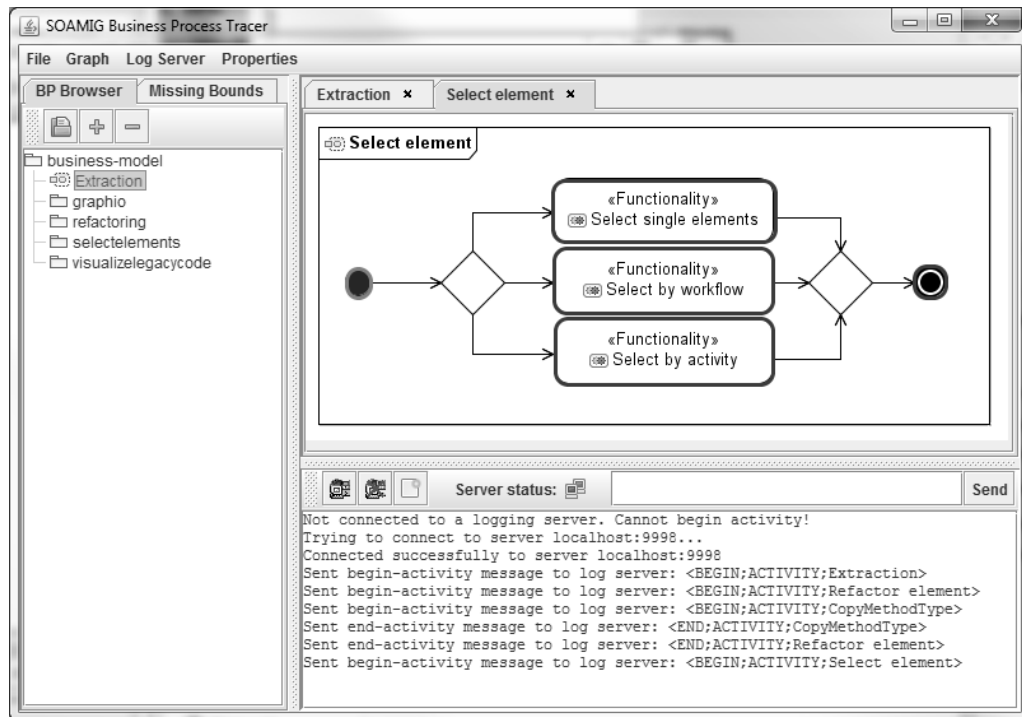 SOAMIG Business Process Tracer
File Graph Log Server Properties
BP Browser Missing Bounds
business-model
Extraction
graphio
refactoring
selectelements
visualizelegacycode
Extraction × Select element ×
Select element
«Functionality»
Select single elements
«Functionality»
Select by workflow
«Functionality»
Select by activity
Server status: Send
Not connected to a logging server. Cannot begin activity!
Trying to connect to server localhost:9998...
Connected successfully to server localhost:9998
Sent begin-activity message to log server: <BEGIN;ACTIVITY;Extraction>
Sent begin-activity message to log server: <BEGIN;ACTIVITY;Refactor element>
Sent begin-activity message to log server: <BEGIN;ACTIVITY;CopyMethodType>
Sent end-activity message to log server: <END;ACTIVITY;CopyMethodType>
Sent end-activity message to log server: <END;ACTIVITY;Refactor element>
Sent begin-activity message to log server: <BEGIN;ACTIVITY;Select element>